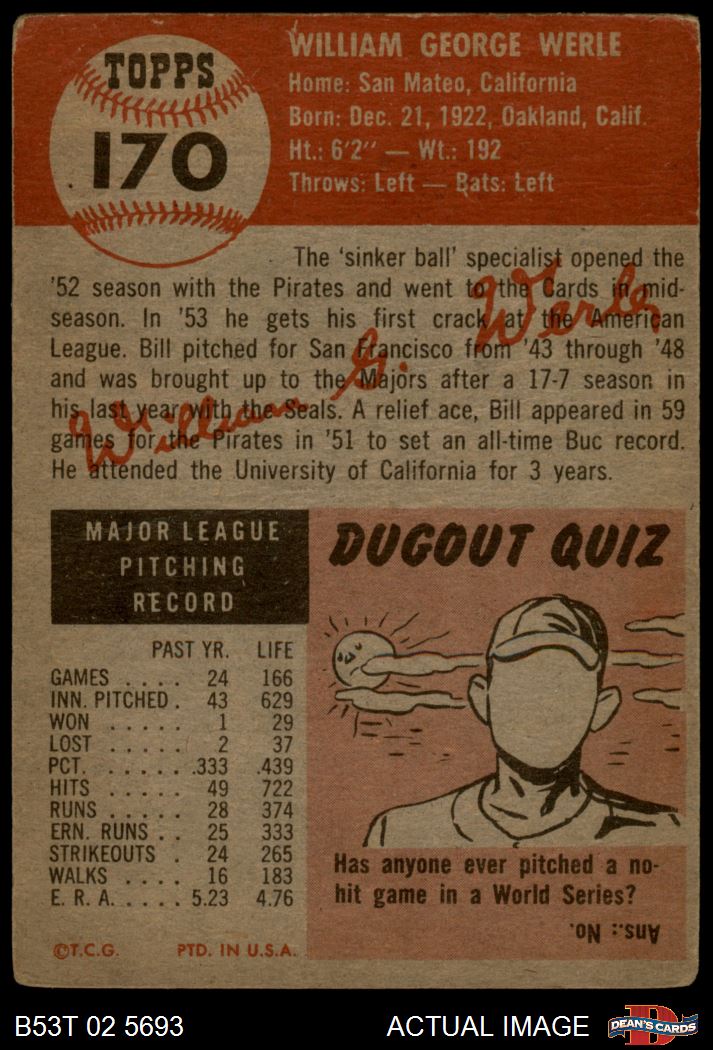 TOPPS
170
WILLIAM GEORGE WERLE
Home: San Mateo, California
Born: Dec. 21, 1922, Oakland, Calif.
Ht.: 6'2" — Wt.: 192
Throws: Left — Bats: Left
The 'sinker ball' specialist opened the
'52 season with the Pirates and went to the Cards in mid-
season. In '53 he gets his first crack at the American
League. Bill pitched for San Francisco from '43 through '48
and was brought up to the Majors after a 17-7 season in
his last year with the Seals. A relief ace, Bill appeared in 59
games for the Pirates in '51 to set an all-time Buc record.
He attended the University of California for 3 years.
William G. Werle
MAJOR LEAGUE
PITCHING
RECORD
PAST YR. LIFE
GAMES . . . . 24 166
INN. PITCHED . 43 629
WON . . . . . 1 29
LOST . . . . . 2 37
PCT. . . . . . .333 .439
HITS . . . . . 49 722
RUNS . . . . . 28 374
ERN. RUNS . . 25 333
STRIKEOUTS . 24 265
WALKS . . . . 16 183
E. R. A. . . . . . 5.23 4.76
©T.C.G. PTD. IN U.S.A.
DUGOUT QUIZ
Has anyone ever pitched a no-
hit game in a World Series?
Ans.: No.
B53T 02 5693 ACTUAL IMAGE
D
DEAN'S CARDS